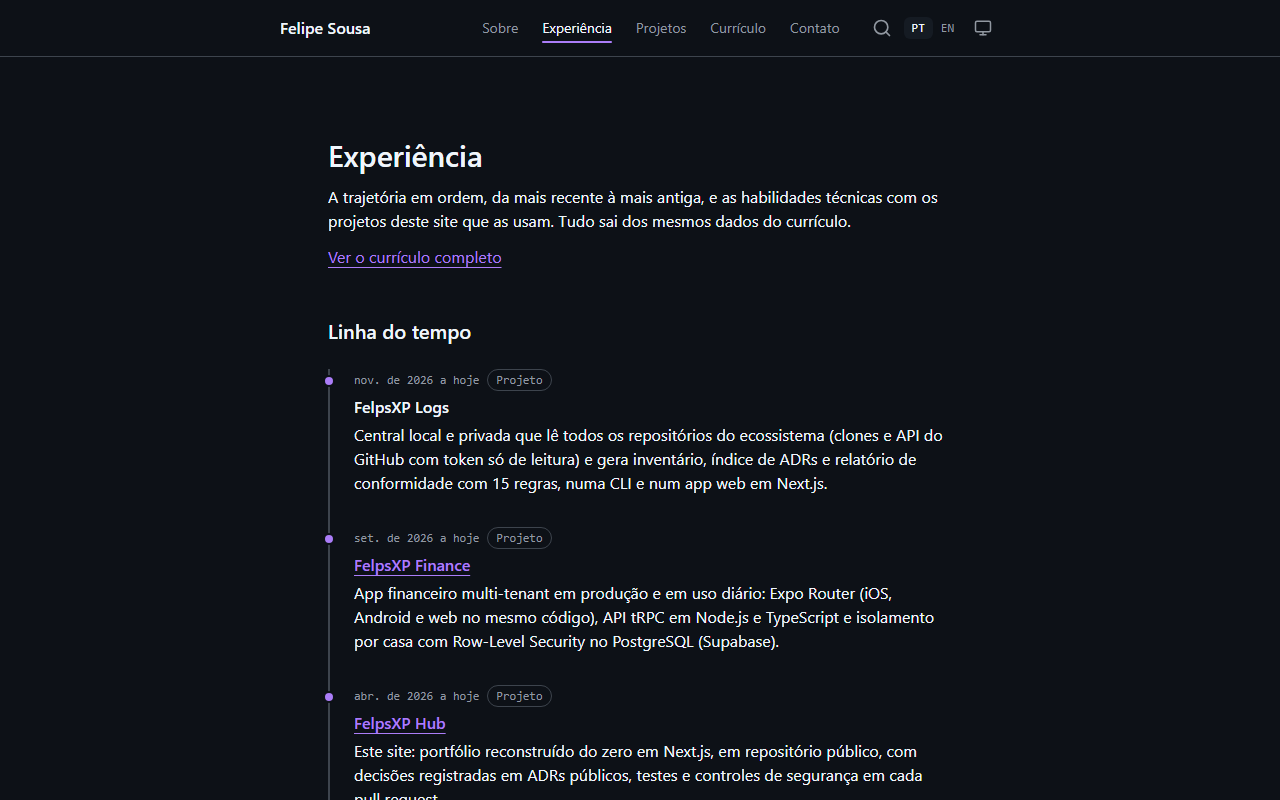 Felipe Sousa
Sobre
Experiência
Projetos
Currículo
Contato
PT
EN
Experiência
A trajetória em ordem, da mais recente à mais antiga, e as habilidades técnicas com os
projetos deste site que as usam. Tudo sai dos mesmos dados do currículo.
Ver o currículo completo
Linha do tempo
nov. de 2026 a hoje Projeto
FelpsXP Logs
Central local e privada que lê todos os repositórios do ecossistema (clones e API do
GitHub com token só de leitura) e gera inventário, índice de ADRs e relatório de
conformidade com 15 regras, numa CLI e num app web em Next.js.
set. de 2026 a hoje Projeto
FelpsXP Finance
App financeiro multi-tenant em produção e em uso diário: Expo Router (iOS,
Android e web no mesmo código), API tRPC em Node.js e TypeScript e isolamento
por casa com Row-Level Security no PostgreSQL (Supabase).
abr. de 2026 a hoje Projeto
FelpsXP Hub
Este site: portfólio reconstruído do zero em Next.js, em repositório público, com
decisões registradas em ADRs públicos, testes e controles de segurança em cada
pull request.